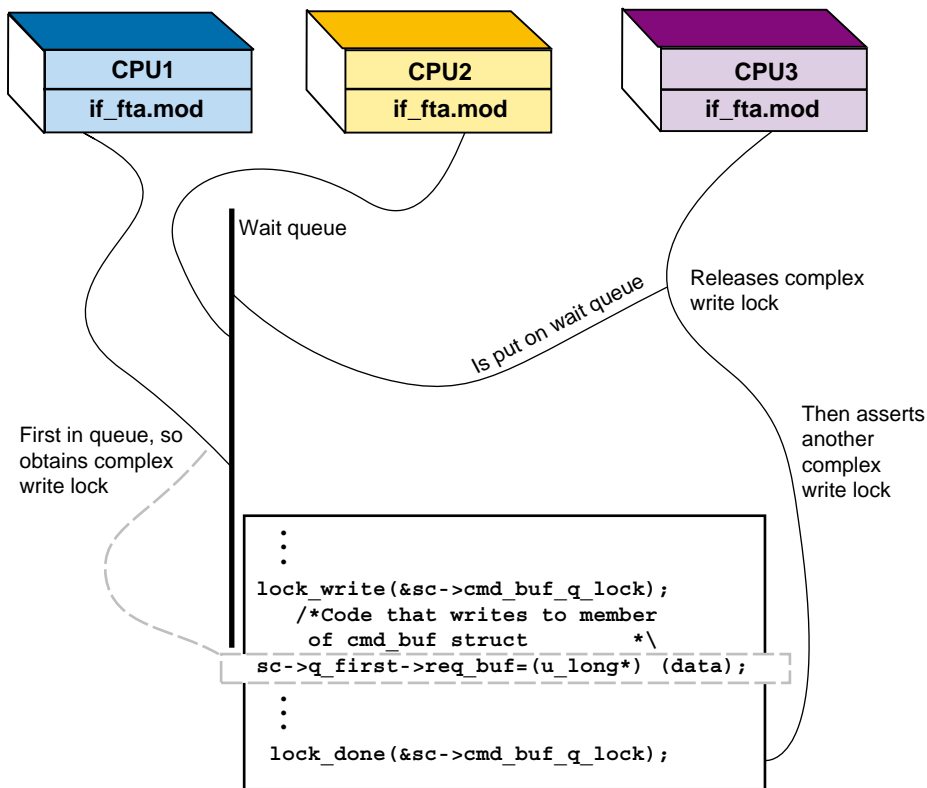 CPU1
if_fta.mod
CPU2
if_fta.mod
CPU3
if_fta.mod
Wait queue
Is put on wait queue
Releases complex
write lock
Then asserts
another
complex
write lock
First in queue, so
obtains complex
write lock
lock_write(&sc->cmd_buf_q_lock);
/*Code that writes to member
of cmd_buf struct *\
sc->q_first->req_buf=(u_long*) (data);
lock_done(&sc->cmd_buf_q_lock);